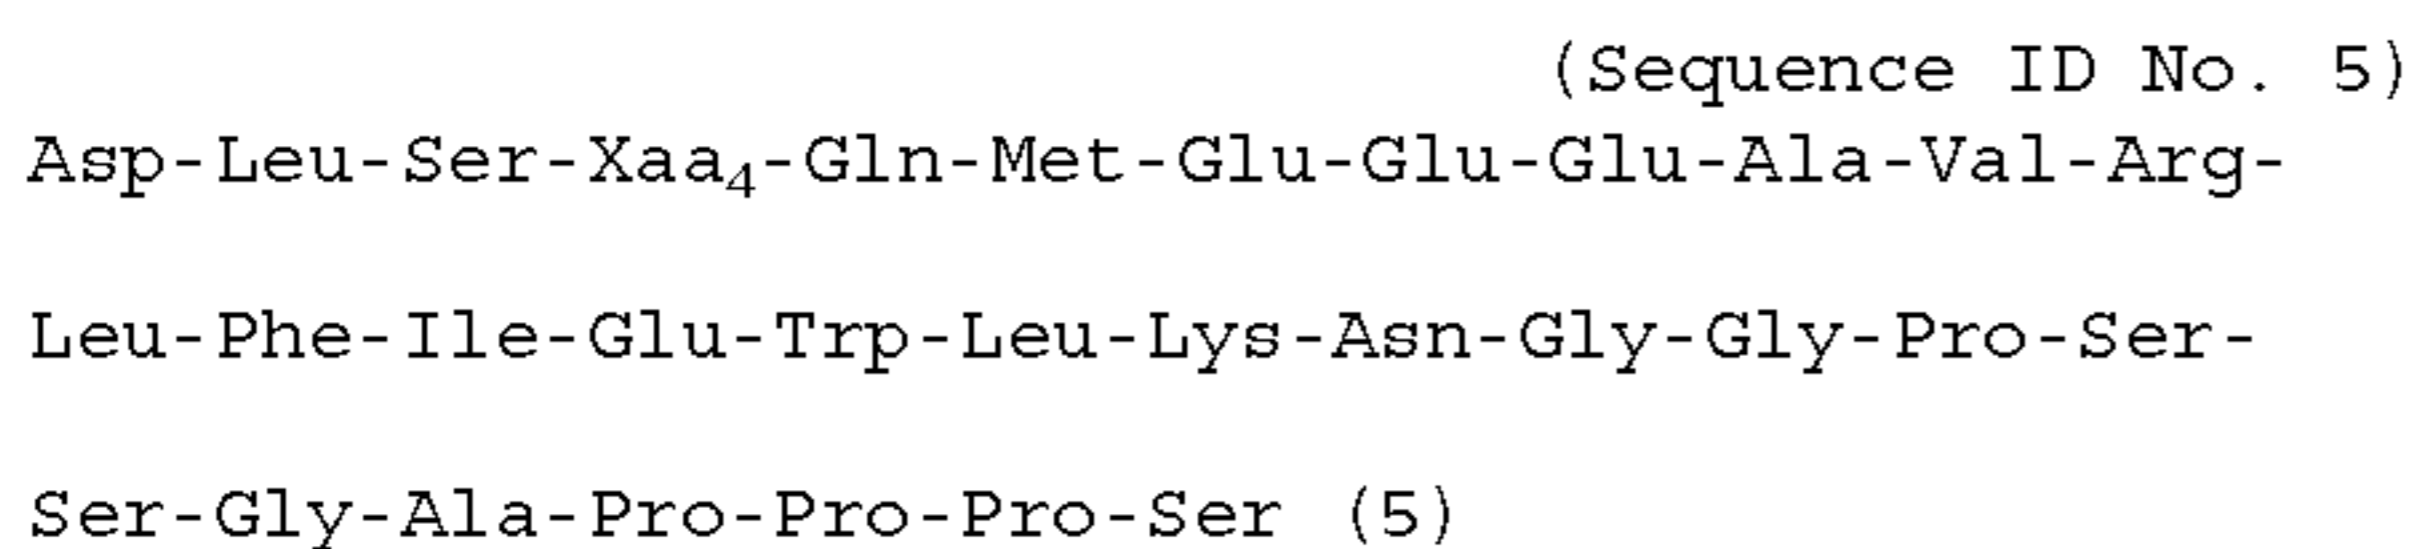 (Sequence ID No. 5)
Asp-Leu-Ser-Xaa₄-Gln-Met-Glu-Glu-Glu-Ala-Val-Arg-
Leu-Phe-Ile-Glu-Trp-Leu-Lys-Asn-Gly-Gly-Pro-Ser-
Ser-Gly-Ala-Pro-Pro-Pro-Ser (5)